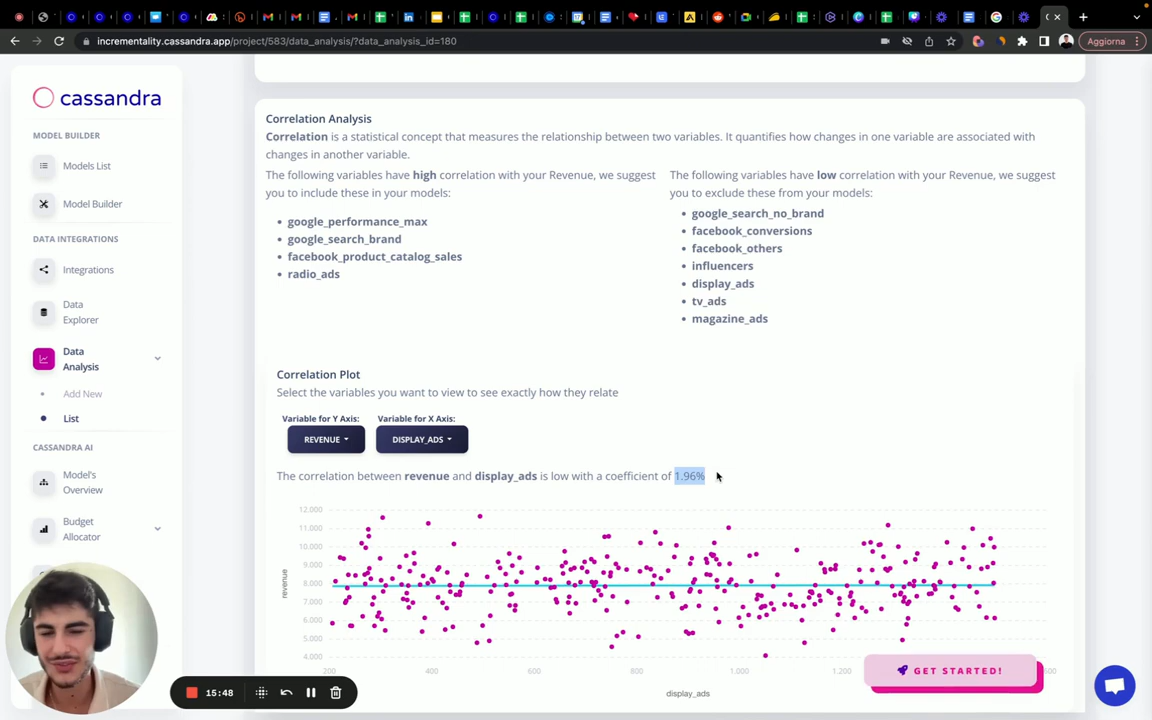 Aggiorna
incrementality.cassandra.app/project/583/data_analysis/?data_analysis_id=180
cassandra
MODEL BUILDER
Models List
Model Builder
DATA INTEGRATIONS
Integrations
Data
Explorer
Data
Analysis
Add New
List
CASSANDRA AI
Model's
Overview
Budget
Allocator
Correlation Analysis
Correlation is a statistical concept that measures the relationship between two variables. It quantifies how changes in one variable are associated with
changes in another variable.
The following variables have high correlation with your Revenue, we suggest
you to include these in your models:
google_performance_max
google_search_brand
facebook_product_catalog_sales
radio_ads
The following variables have low correlation with your Revenue, we suggest
you to exclude these from your models:
google_search_no_brand
facebook_conversions
facebook_others
influencers
display_ads
tv_ads
magazine_ads
Correlation Plot
Select the variables you want to view to see exactly how they relate
Variable for Y Axis: Variable for X Axis:
REVENUE DISPLAY_ADS
The correlation between revenue and display_ads is low with a coefficient of 1.96%
12.000
11.000
10.000
9.000
8.000
7.000
6.000
5.000
4.000
revenue
200 400 600 800 1.000 1.200
display_ads
GET STARTED!
15:48